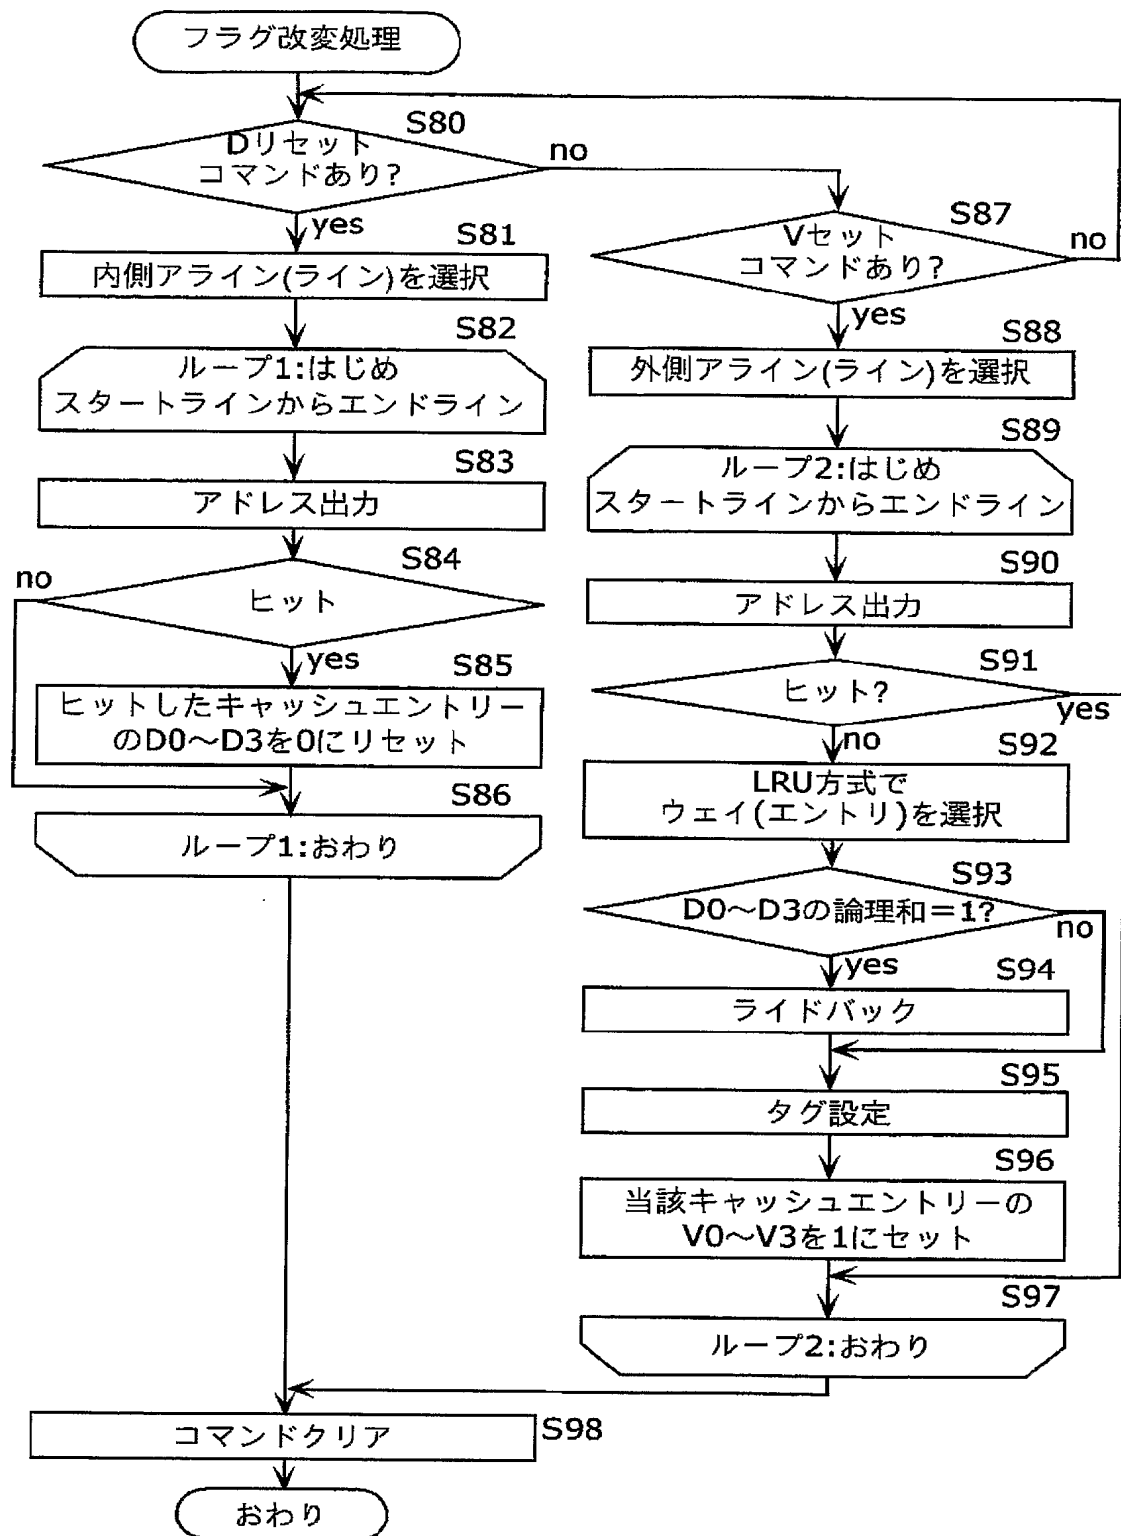 フラグ改変処理
S80
Dリセット
コマンドあり?
no
yes
S81
内側アライン(ライン)を選択
S82
ループ1:はじめ
スタートラインからエンドライン
S83
アドレス出力
S84
ヒット
no
yes
S85
ヒットしたキャッシュエントリー
のD0〜D3を0にリセット
S86
ループ1:おわり
S87
Vセット
コマンドあり?
no
yes
S88
外側アライン(ライン)を選択
S89
ループ2:はじめ
スタートラインからエンドライン
S90
アドレス出力
S91
ヒット?
yes
no
S92
LRU方式で
ウェイ(エントリ)を選択
S93
D0〜D3の論理和=1?
no
yes
S94
ライドバック
S95
タグ設定
S96
当該キャッシュエントリーの
V0〜V3を1にセット
S97
ループ2:おわり
コマンドクリア
S98
おわり